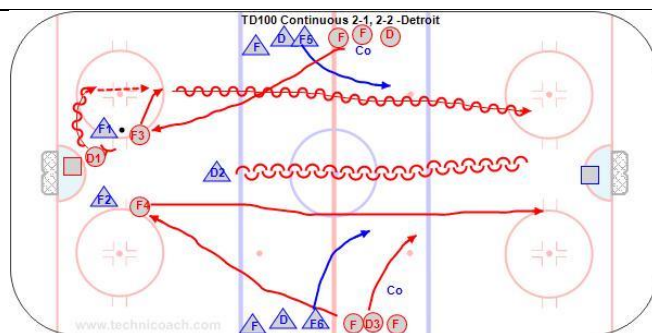 TD100 Continuous 2-1, 2-2 -Detroit
F D F5 F F D
Co
F1 F3
D1
D2
F2 F4
Co
F D F6 F D3 F
www.technicoach.com